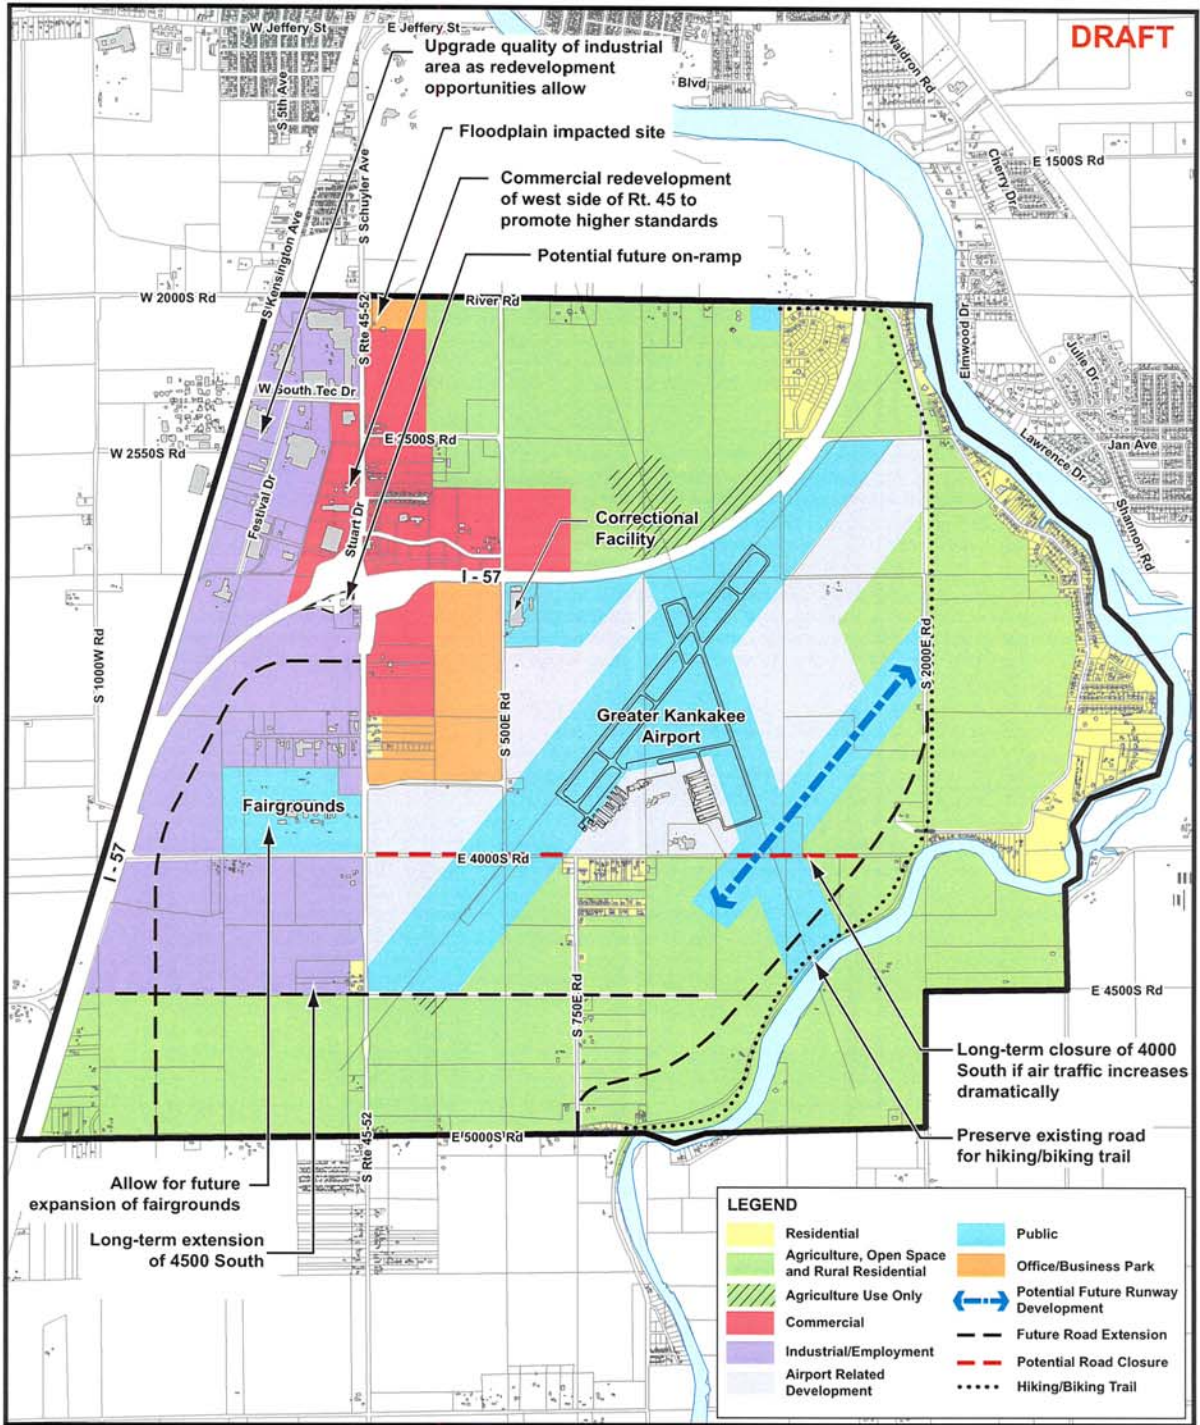 DRAFT
W Jeffery St
E Jeffery St
S 5th Ave
Upgrade quality of industrial
area as redevelopment
opportunities allow
Blvd
Waldron Rd
Floodplain impacted site
E 1500S Rd
Cherry Dr
S Schuyler Ave
Commercial redevelopment
of west side of Rt. 45 to
promote higher standards
S Kensington Ave
Potential future on-ramp
W 2000S Rd
River Rd
S Rte 45-52
Elmwood Dr
Julie Dr
W South Tec Dr
E 2500S Rd
W 2550S Rd
Lawrence Dr
Jan Ave
Festival Dr
Stuart Dr
Shannon Rd
Correctional
Facility
I - 57
S 1000W Rd
S 2000E Rd
S 500E Rd
Greater Kankakee
Airport
Fairgrounds
I - 57
E 4000S Rd
S 750E Rd
E 4500S Rd
Long-term closure of 4000
South if air traffic increases
dramatically
S Rte 45-52
E 5000S Rd
Preserve existing road
for hiking/biking trail
Allow for future
expansion of fairgrounds
Long-term extension
of 4500 South
LEGEND
Residential
Agriculture, Open Space
and Rural Residential
Agriculture Use Only
Commercial
Industrial/Employment
Airport Related
Development
Public
Office/Business Park
Potential Future Runway
Development
Future Road Extension
Potential Road Closure
Hiking/Biking Trail